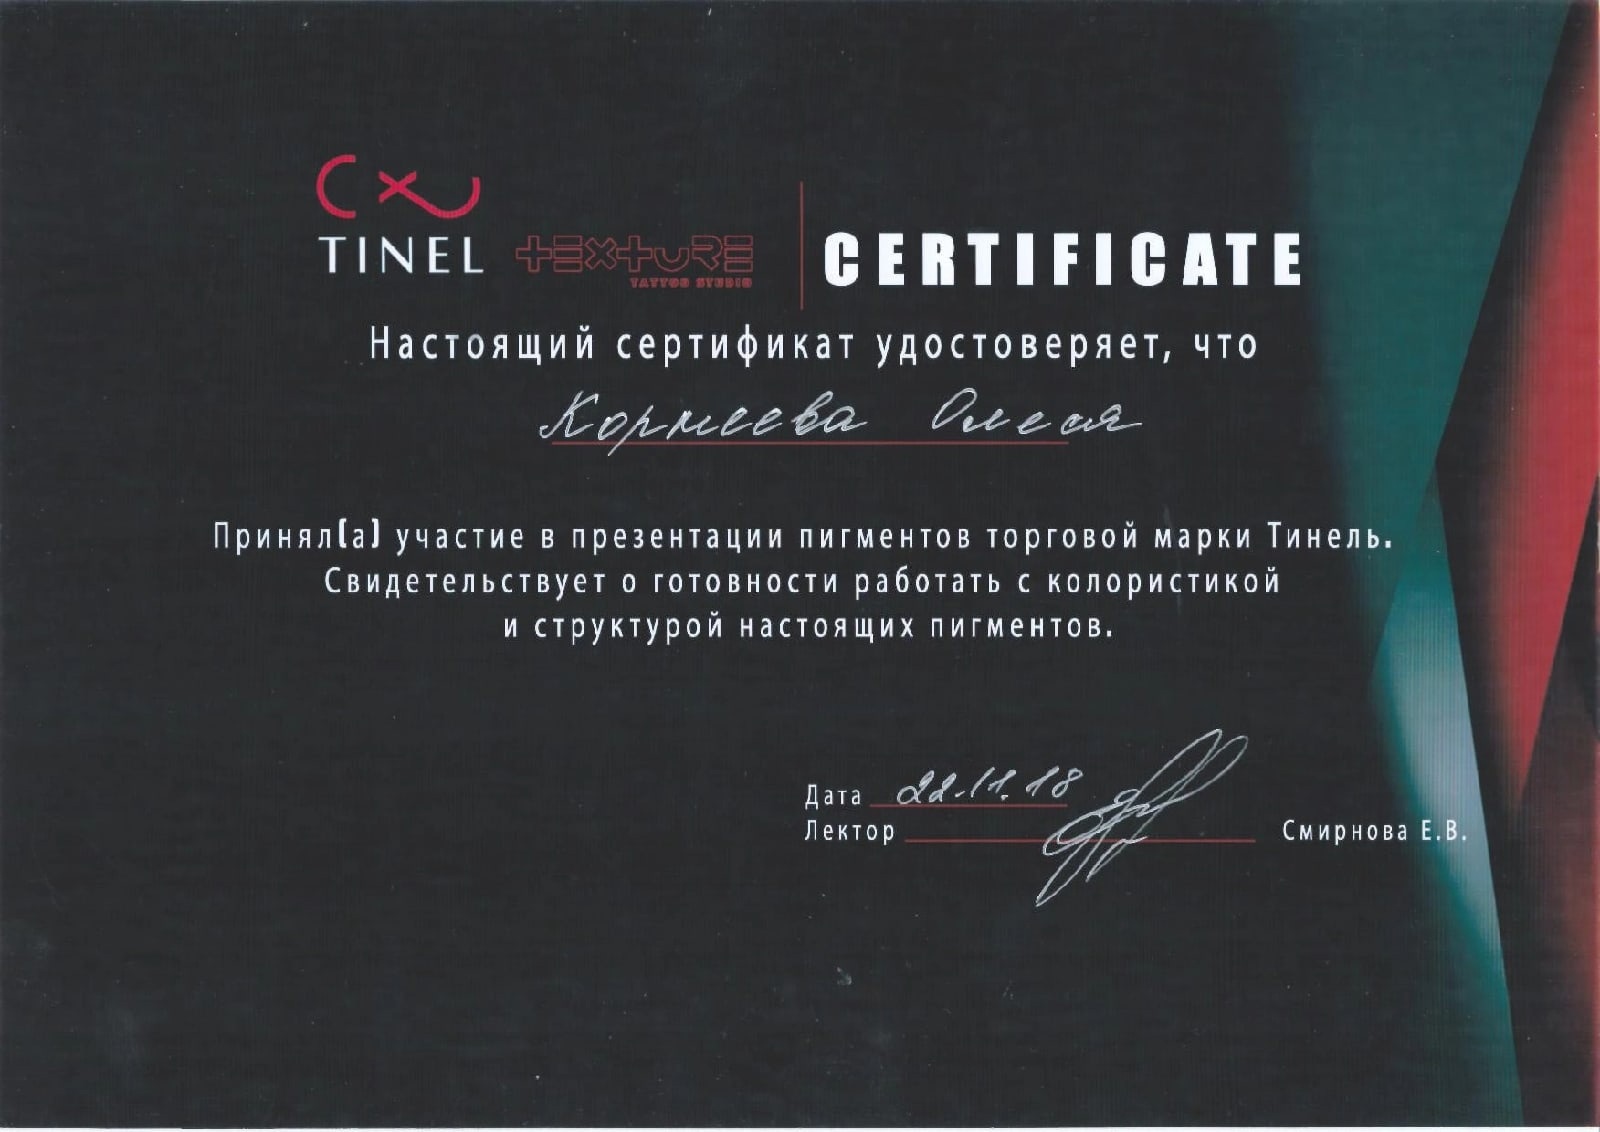 TINEL
TEXTURE
TATTOO STUDIO
CERTIFICATE
Настоящий сертификат удостоверяет, что
Корнеева Олеся
Принял(а) участие в презентации пигментов торговой марки Тинель.
Свидетельствует о готовности работать с колористикой
и структурой настоящих пигментов.
Дата 22.11.18
Лектор Смирнова Е.В.